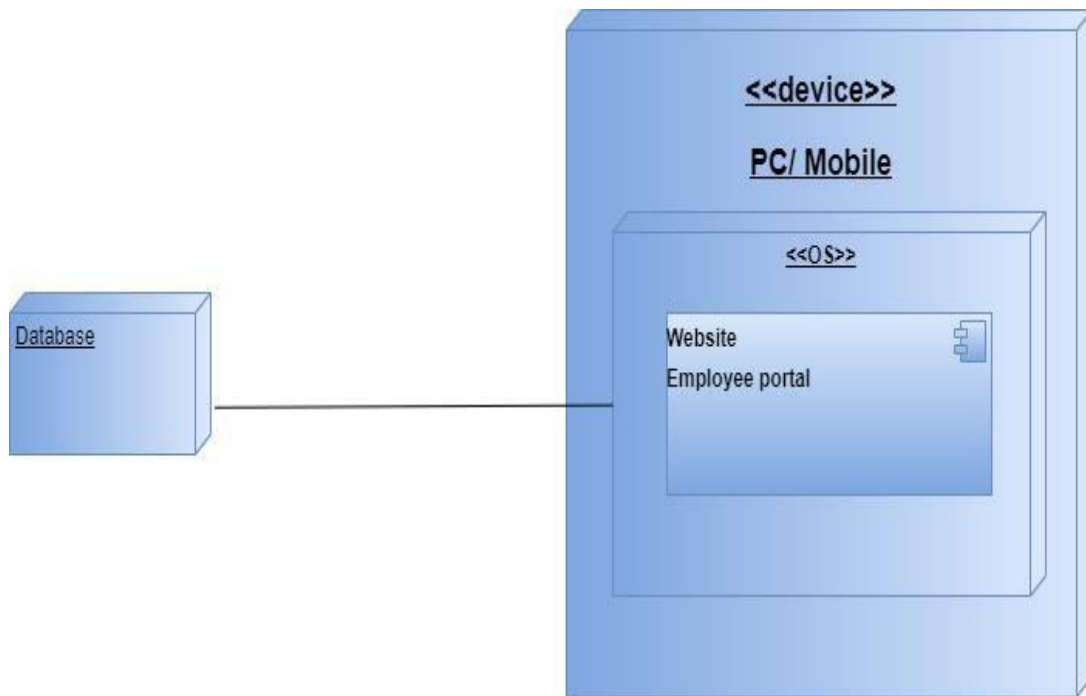 <<device>>
PC/ Mobile
<<OS>>
Database
Website
Employee portal